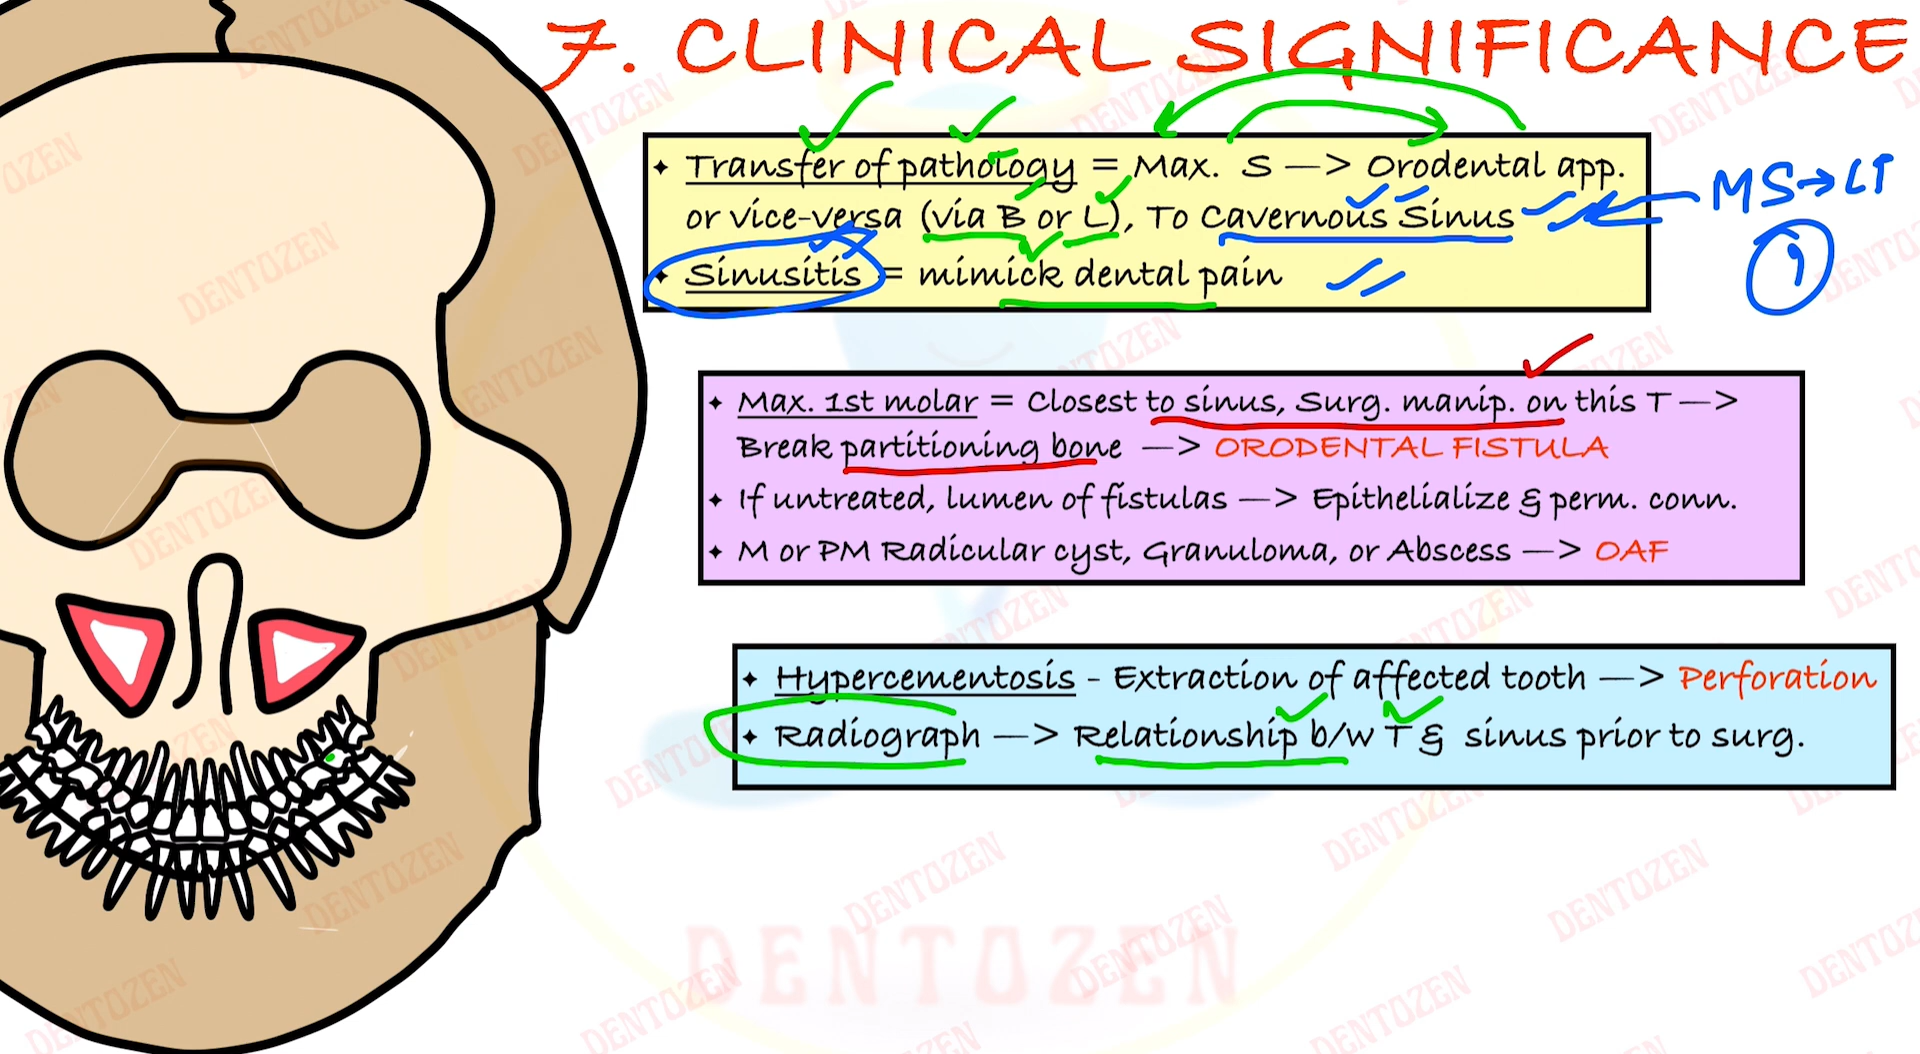 7. CLINICAL SIGNIFICANCE
✦ Transfer of pathology = Max. S —> Orodental app.
or vice-versa (via B or L), To Cavernous Sinus
MS→LI
✦ Sinusitis = mimick dental pain
✦ Max. 1st molar = Closest to sinus, Surg. manip. on this T —>
Break partitioning bone —> ORODENTAL FISTULA
✦ If untreated, lumen of fistulas —> Epithelialize & perm. conn.
✦ M or PM Radicular cyst, Granuloma, or Abscess —> OAF
✦ Hypercementosis - Extraction of affected tooth —> Perforation
✦ Radiograph —> Relationship b/w T & sinus prior to surg.
DENTOZEN